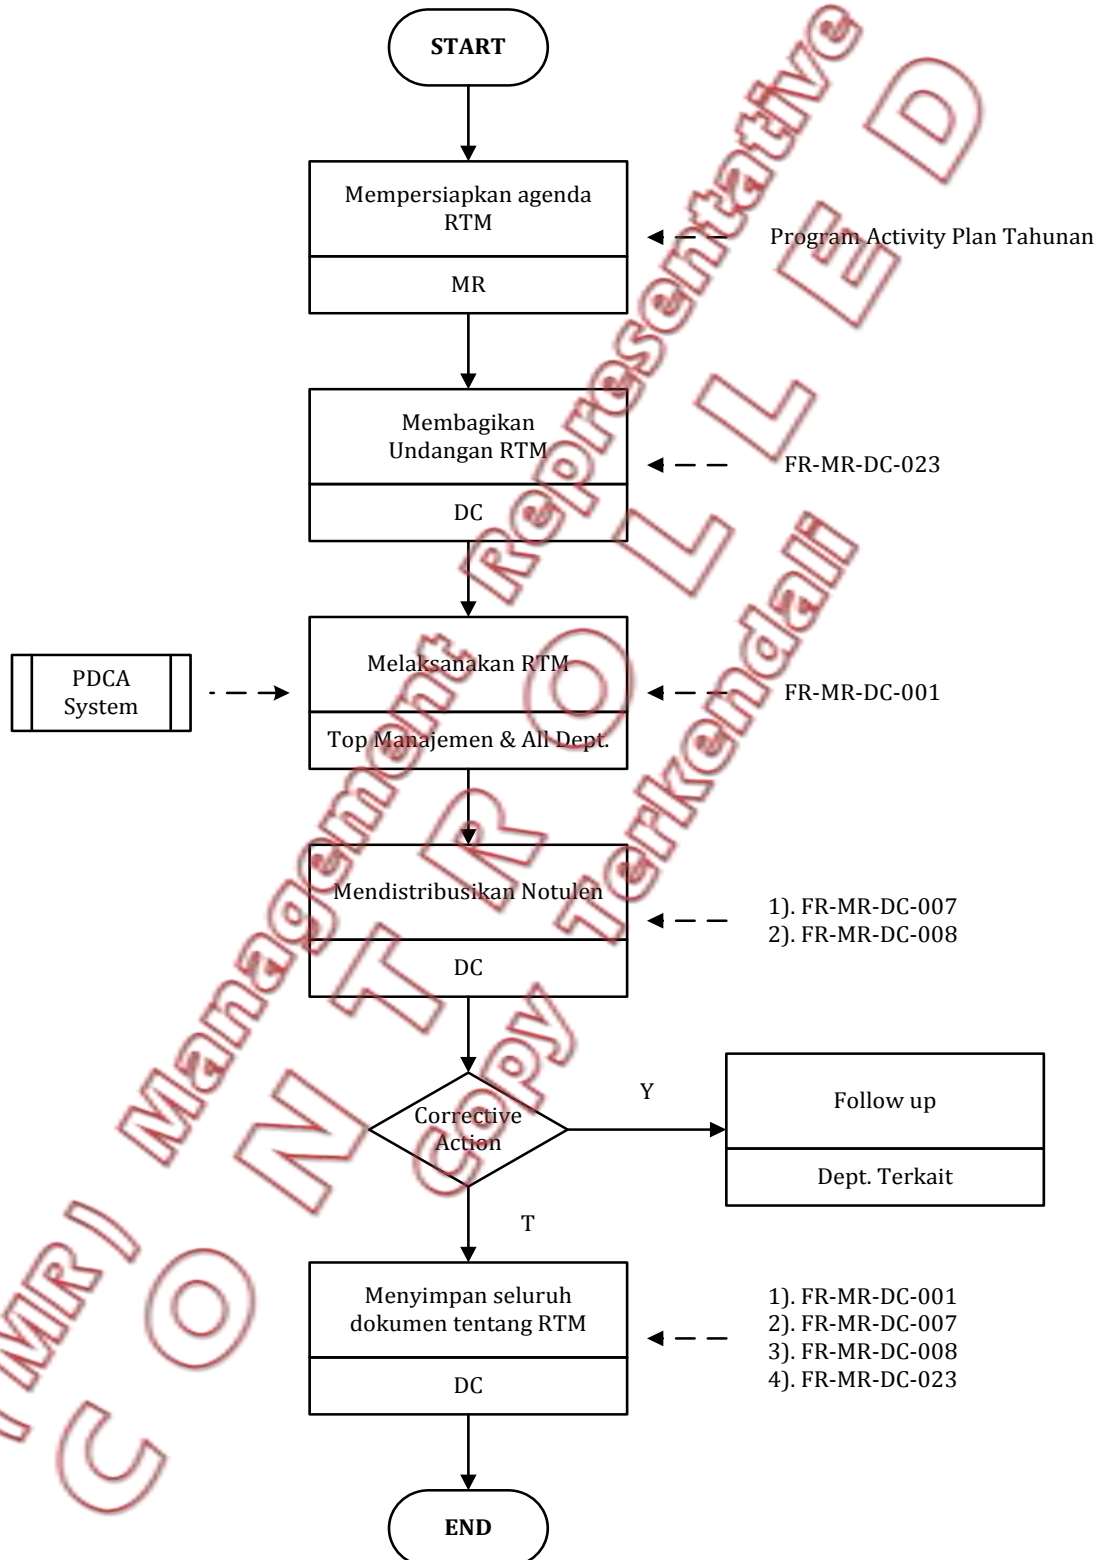 START
Mempersiapkan agenda
RTM
MR
Program Activity Plan Tahunan
Membagikan
Undangan RTM
DC
FR-MR-DC-023
PDCA
System
Melaksanakan RTM
Top Manajemen & All Dept.
FR-MR-DC-001
Mendistribusikan Notulen
DC
1). FR-MR-DC-007
2). FR-MR-DC-008
Corrective
Action
Y
Follow up
Dept. Terkait
T
Menyimpan seluruh
dokumen tentang RTM
DC
1). FR-MR-DC-001
2). FR-MR-DC-007
3). FR-MR-DC-008
4). FR-MR-DC-023
END
(MR) Management Representative
CONTROLLED
Copy Terkendali